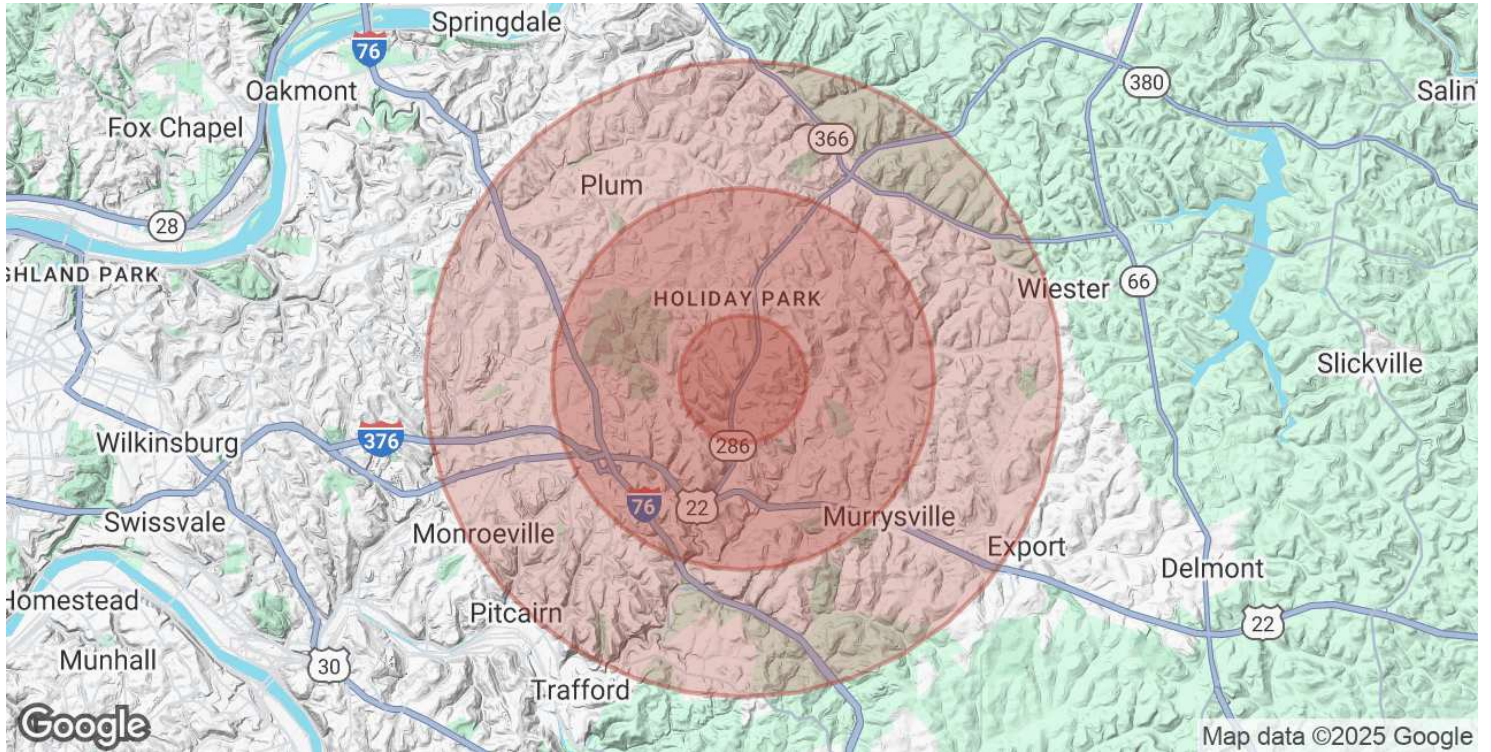 Springdale
76
Oakmont
380
Salin
Fox Chapel
366
Plum
28
GHLAND PARK
HOLIDAY PARK
Wiester
66
Slickville
Wilkinsburg
376
286
76
22
Swissvale
Monroeville
Murrysville
Export
Delmont
Homestead
Pitcairn
22
Munhall
30
Trafford
Google
Map data ©2025 Google